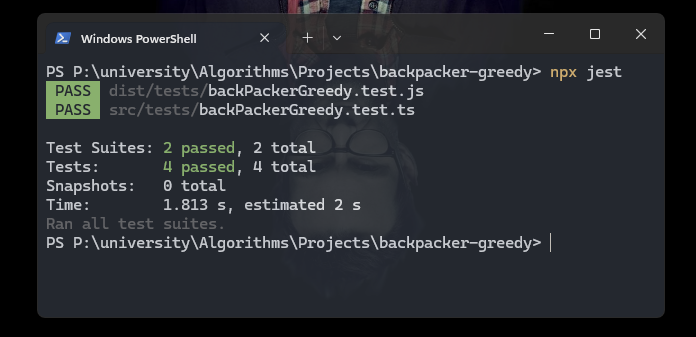 Windows PowerShell
PS P:\university\Algorithms\Projects\backpacker-greedy> npx jest
PASS dist/tests/backPackerGreedy.test.js
PASS src/tests/backPackerGreedy.test.ts
Test Suites: 2 passed, 2 total
Tests:       4 passed, 4 total
Snapshots:   0 total
Time:        1.813 s, estimated 2 s
Ran all test suites.
PS P:\university\Algorithms\Projects\backpacker-greedy>